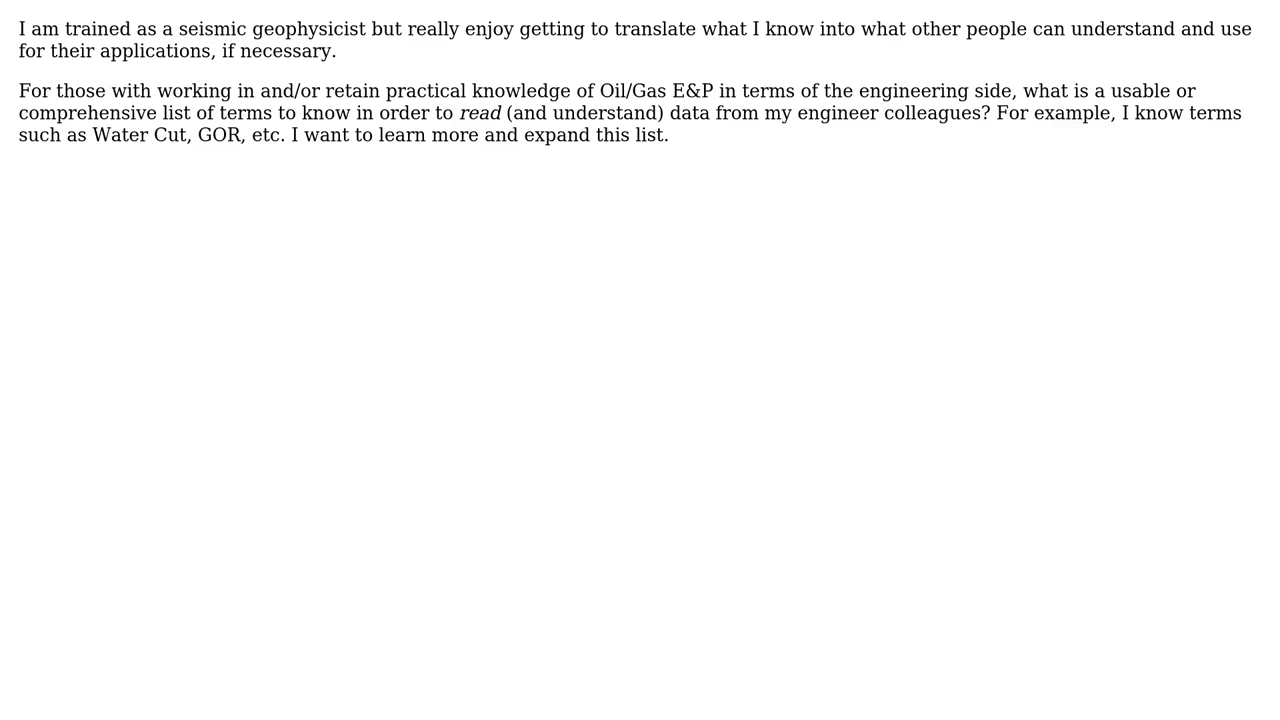 I am trained as a seismic geophysicist but really enjoy getting to translate what I know into what other people can understand and use
for their applications, if necessary.
For those with working in and/or retain practical knowledge of Oil/Gas E&P in terms of the engineering side, what is a usable or
comprehensive list of terms to know in order to read (and understand) data from my engineer colleagues? For example, I know terms
such as Water Cut, GOR, etc. I want to learn more and expand this list.